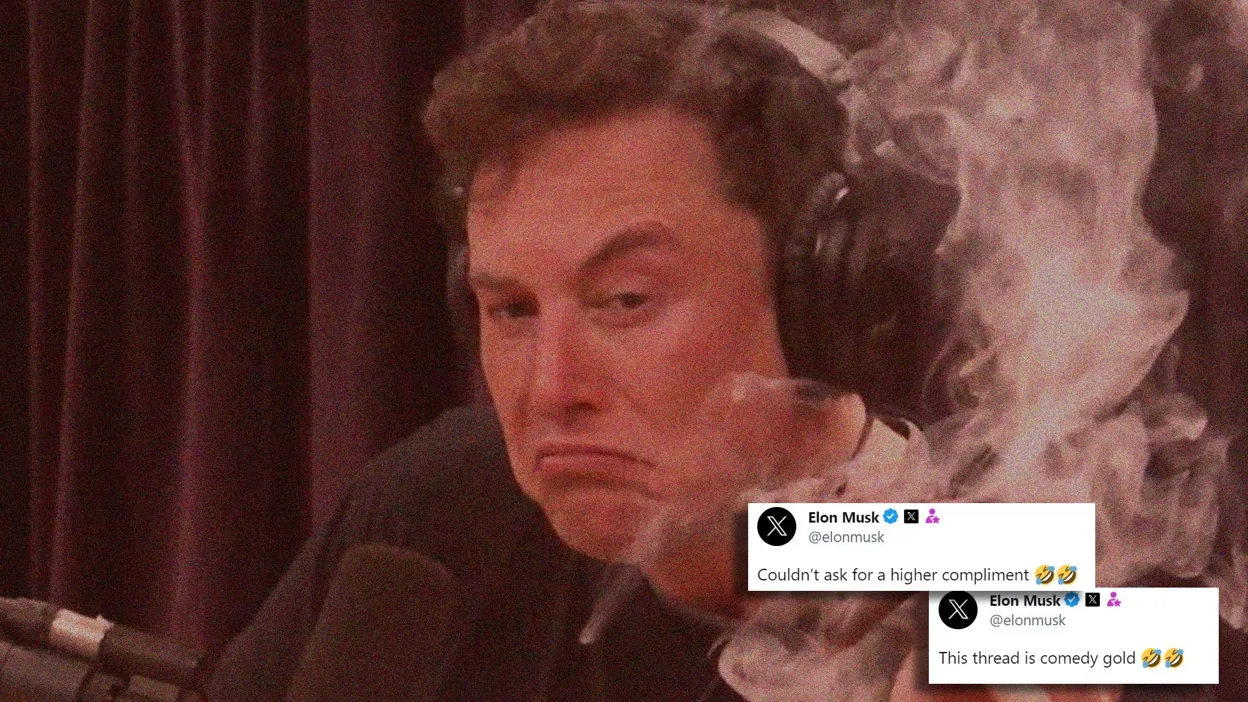 Elon Musk
@elonmusk
Couldn’t ask for a higher compliment 🤣🤣
Elon Musk
@elonmusk
This thread is comedy gold 🤣🤣